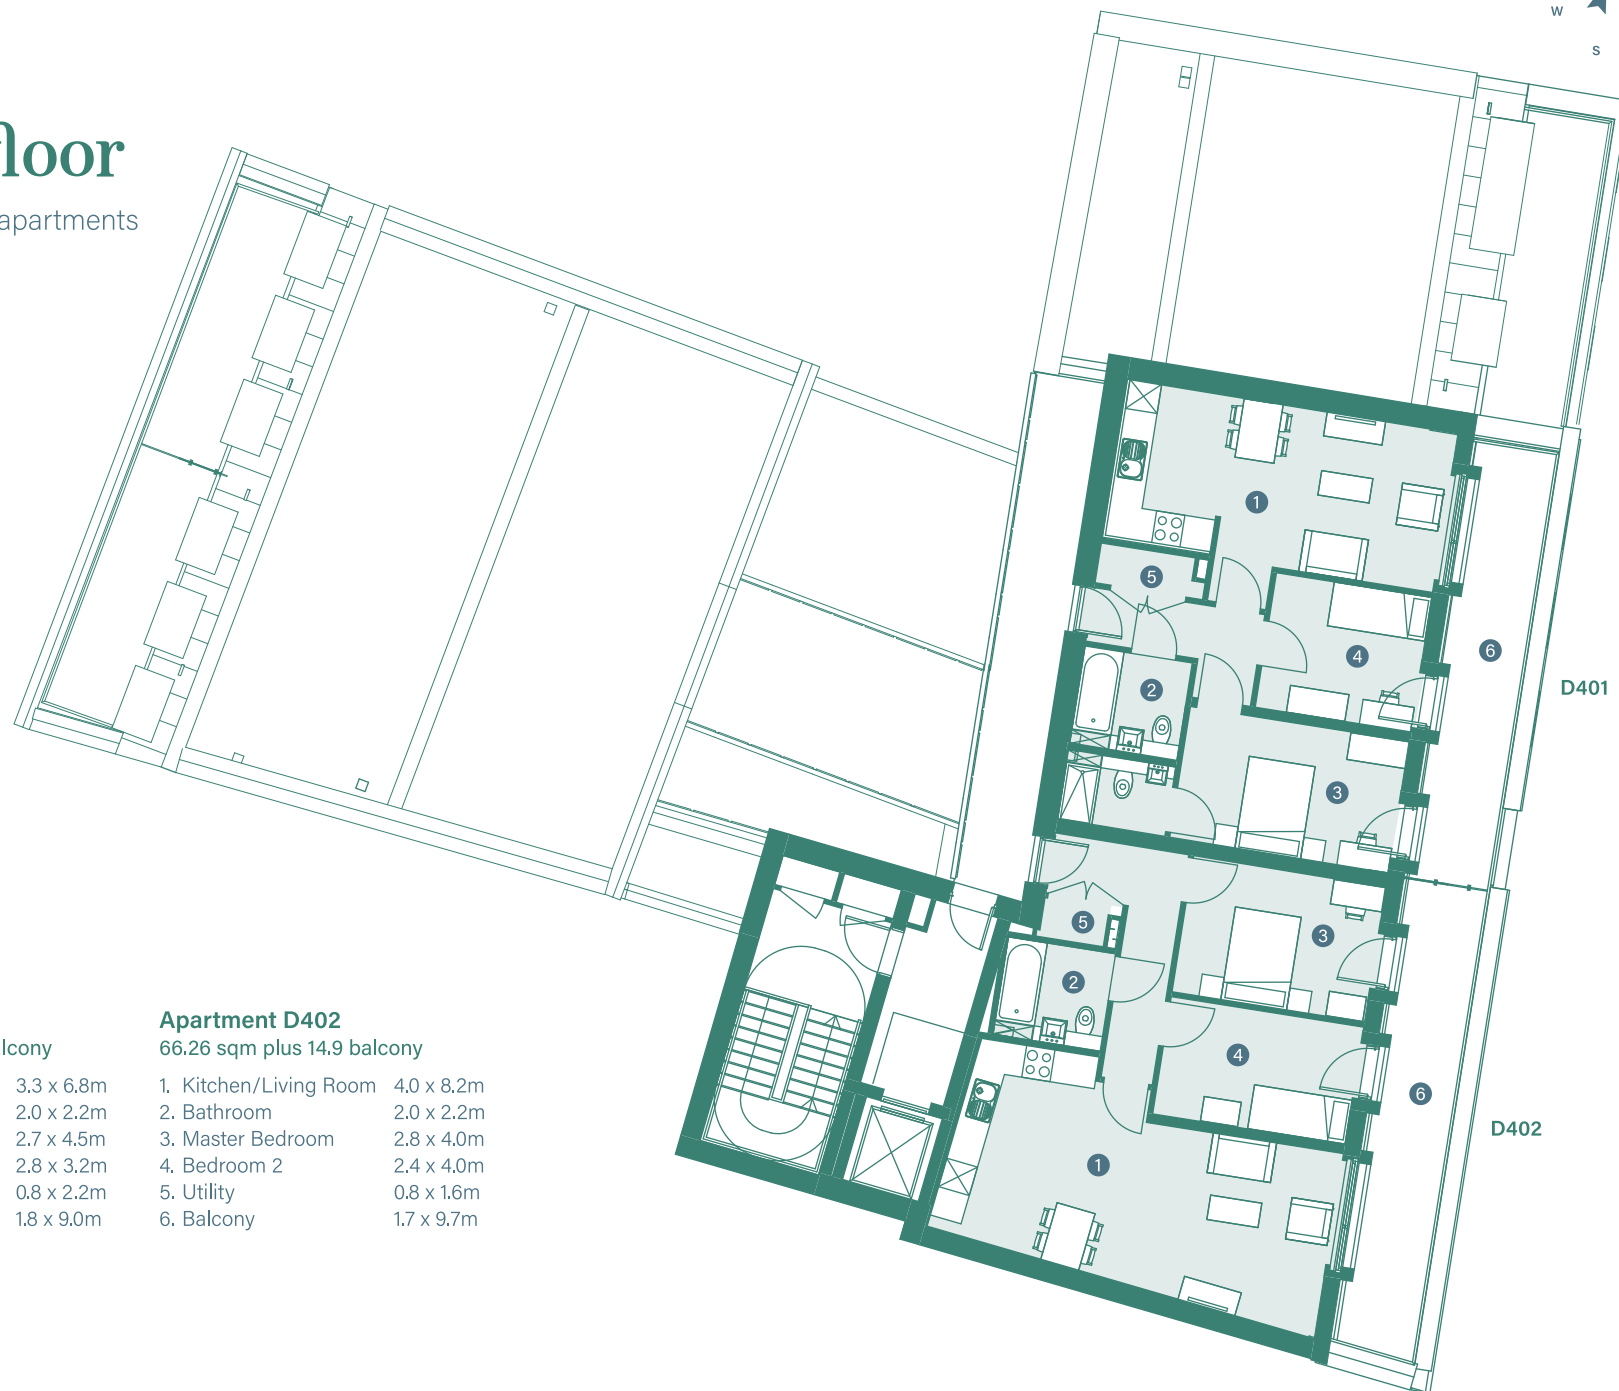 W
S
floor
apartments
1
5
4
6
D401
2
3
5
3
2
4
6
D402
1
lcony
3.3 x 6.8m
2.0 x 2.2m
2.7 x 4.5m
2.8 x 3.2m
0.8 x 2.2m
1.8 x 9.0m
Apartment D402
66.26 sqm plus 14.9 balcony
1. Kitchen/Living Room 4.0 x 8.2m
2. Bathroom 2.0 x 2.2m
3. Master Bedroom 2.8 x 4.0m
4. Bedroom 2 2.4 x 4.0m
5. Utility 0.8 x 1.6m
6. Balcony 1.7 x 9.7m